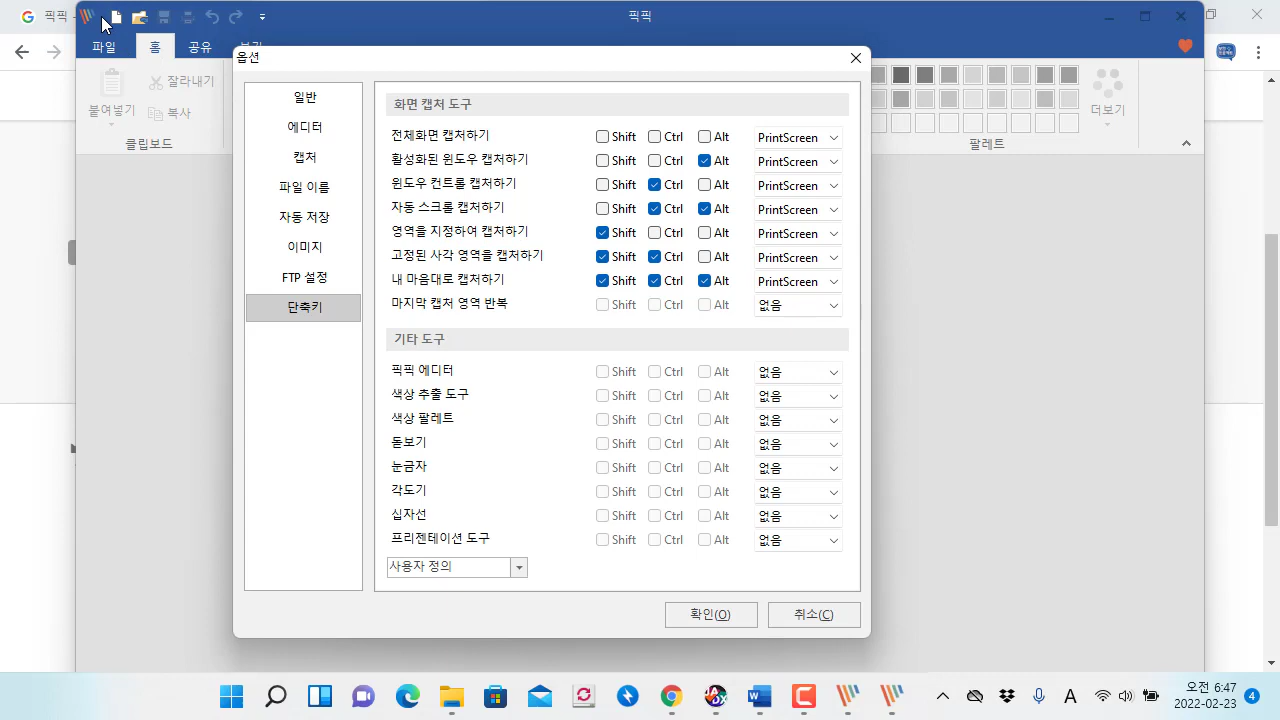 픽픽
픽픽
파일
홈
공유
붙여넣기
잘라내기
복사
클립보드
더보기
팔레트
옵션
일반
에디터
캡처
파일 이름
자동 저장
이미지
FTP 설정
단축키
화면 캡처 도구
전체화면 캡처하기 Shift Ctrl Alt PrintScreen
활성화된 윈도우 캡처하기 Shift Ctrl Alt PrintScreen
윈도우 컨트롤 캡처하기 Shift Ctrl Alt PrintScreen
자동 스크롤 캡처하기 Shift Ctrl Alt PrintScreen
영역을 지정하여 캡처하기 Shift Ctrl Alt PrintScreen
고정된 사각 영역을 캡처하기 Shift Ctrl Alt PrintScreen
내 마음대로 캡처하기 Shift Ctrl Alt PrintScreen
마지막 캡처 영역 반복 Shift Ctrl Alt 없음
기타 도구
픽픽 에디터 Shift Ctrl Alt 없음
색상 추출 도구 Shift Ctrl Alt 없음
색상 팔레트 Shift Ctrl Alt 없음
돋보기 Shift Ctrl Alt 없음
눈금자 Shift Ctrl Alt 없음
각도기 Shift Ctrl Alt 없음
십자선 Shift Ctrl Alt 없음
프리젠테이션 도구 Shift Ctrl Alt 없음
사용자 정의
확인(O) 취소(C)
A
오전 6:47
2022-02-23
4